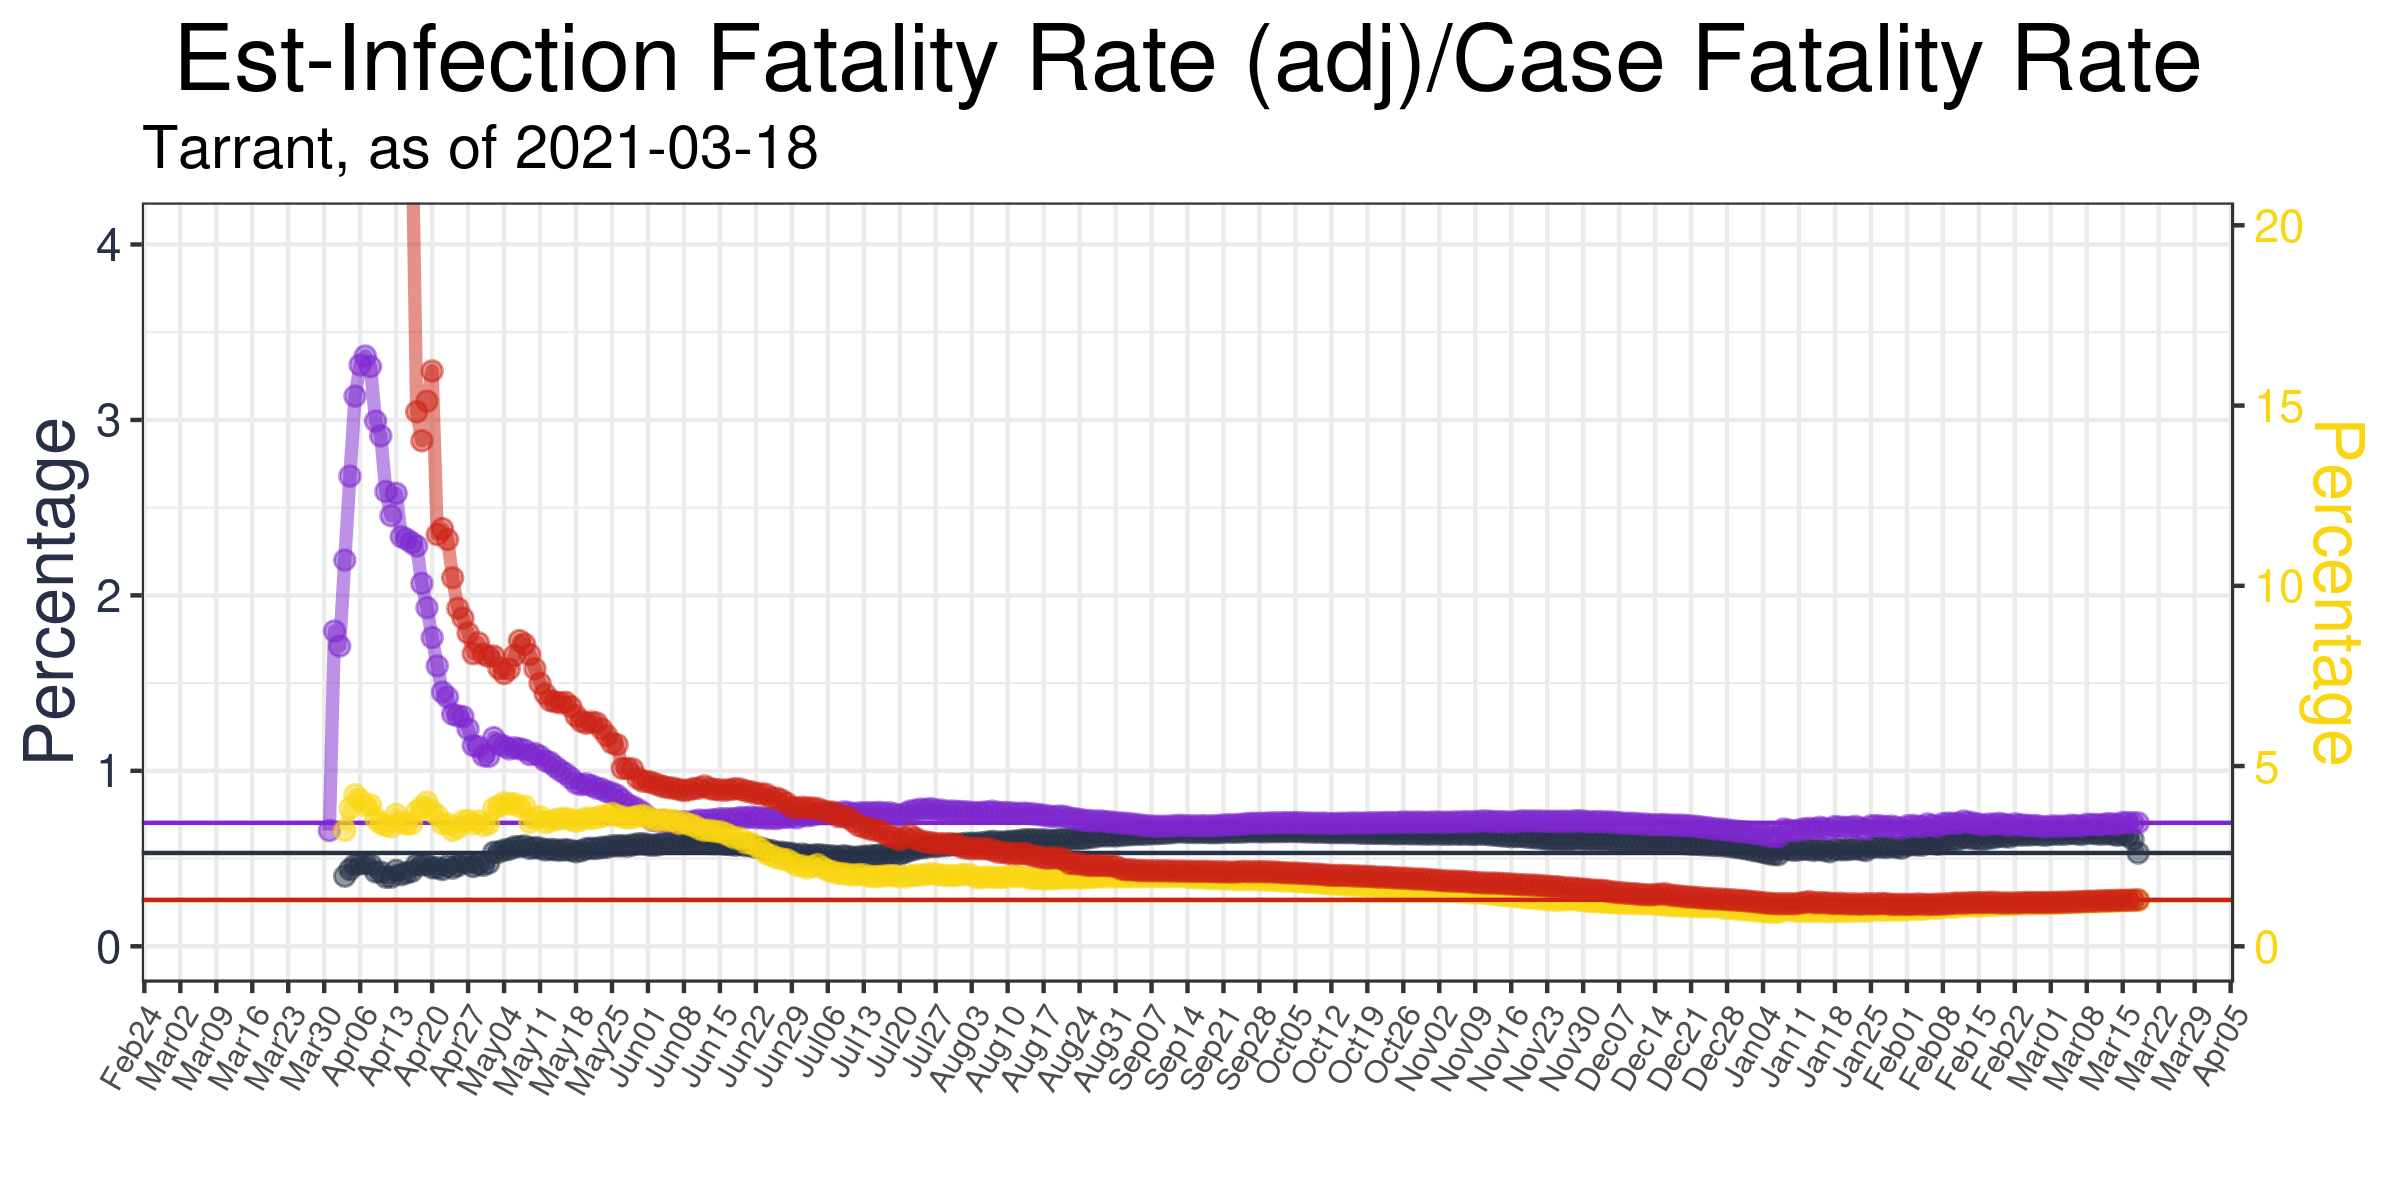 Est-Infection Fatality Rate (adj)/Case Fatality Rate
Tarrant, as of 2021-03-18
Percentage
4
3
2
1
0
20
15
10
5
0
Percentage
Feb24
Mar02
Mar09
Mar16
Mar23
Mar30
Apr06
Apr13
Apr20
Apr27
May04
May11
May18
May25
Jun01
Jun08
Jun15
Jun22
Jun29
Jul06
Jul13
Jul20
Jul27
Aug03
Aug10
Aug17
Aug24
Aug31
Sep07
Sep14
Sep21
Sep28
Oct05
Oct12
Oct19
Oct26
Nov02
Nov09
Nov16
Nov23
Nov30
Dec07
Dec14
Dec21
Dec28
Dec04
Jan11
Jan18
Jan25
Feb01
Feb08
Feb15
Feb22
Mar01
Mar08
Mar15
Mar22
Mar29
Apr05